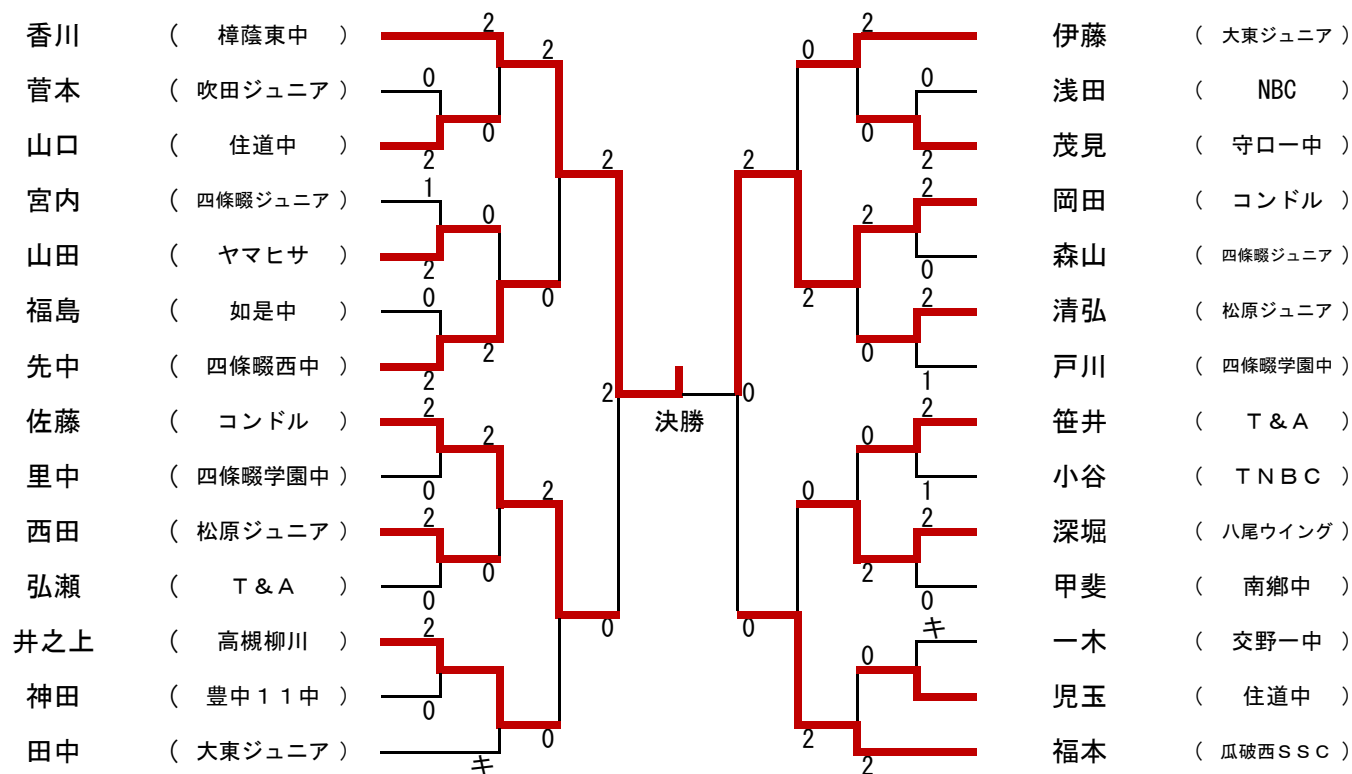 香川 ( 樟蔭東中 ) 2 2 0 伊藤 ( 大東ジュニア )
菅本 ( 吹田ジュニア ) 0 0 浅田 ( NBC )
山口 ( 住道中 ) 2 0 2 2 0 2 茂見 ( 守口一中 )
宮内 ( 四條畷ジュニア ) 1 0 2 2 岡田 ( コンドル )
山田 ( ヤマヒサ ) 2 0 森山 ( 四條畷ジュニア )
福島 ( 如是中 ) 0 0 2 2 清弘 ( 松原ジュニア )
先中 ( 四條畷西中 ) 2 2 0 1 戸川 ( 四條畷学園中 )
2 0
佐藤 ( コンドル ) 2 2 決勝 0 2 笹井 ( T&A )
里中 ( 四條畷学園中 ) 0 2 0 1 小谷 ( TNBC )
西田 ( 松原ジュニア ) 2 0 2 2 深堀 ( 八尾ウイング )
弘瀬 ( T&A ) 0 0 甲斐 ( 南郷中 )
井之上 ( 高槻柳川 ) 2 0 0 キ 一木 ( 交野一中 )
神田 ( 豊中11中 ) 0 0 児玉 ( 住道中 )
田中 ( 大東ジュニア ) キ 0 2 2 福本 ( 瓜破西SSC )